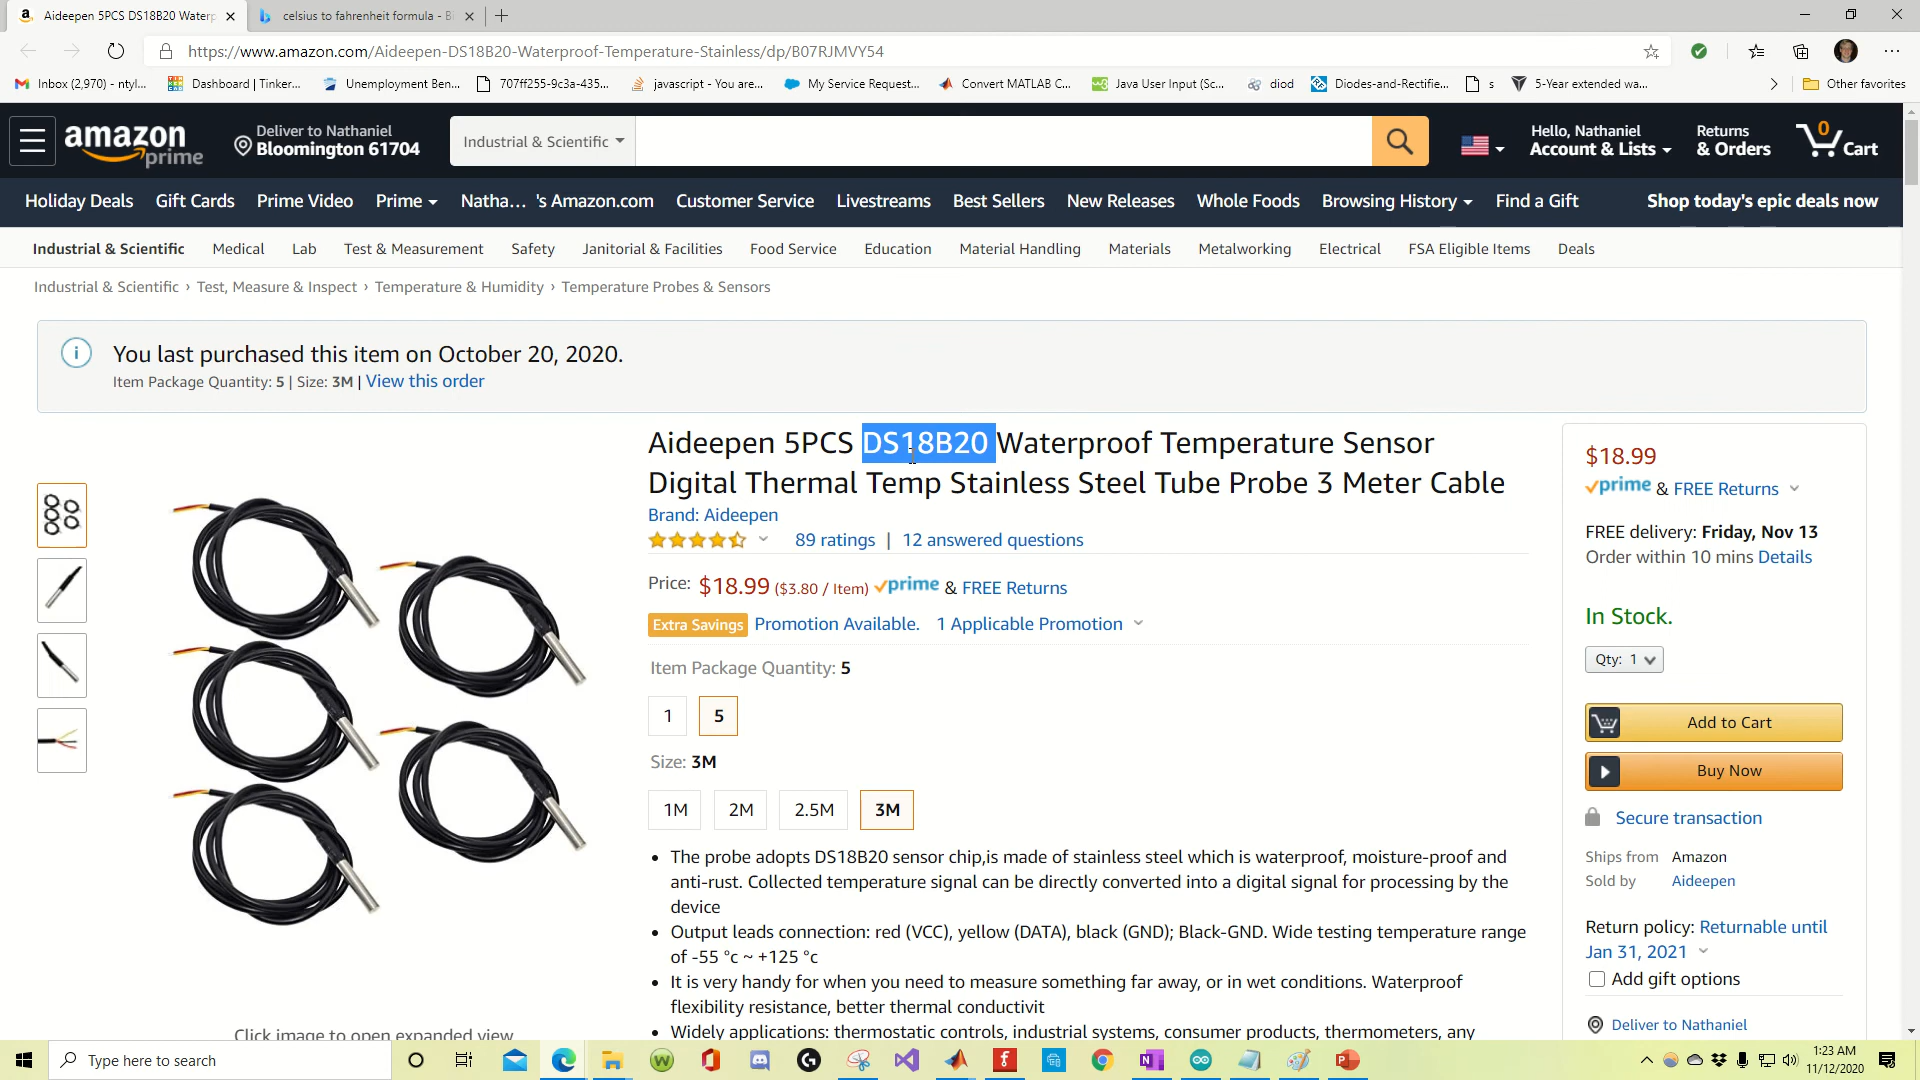 Aideepen 5PCS DS18B20 Waterp
celsius to fahrenheit formula - Bi
https://www.amazon.com/Aideepen-DS18B20-Waterproof-Temperature-Stainless/dp/B07RJMVY54
Inbox (2,970) - ntyl...
Dashboard | Tinker...
Unemployment Ben...
707ff255-9c3a-435...
javascript - You are...
My Service Request...
Convert MATLAB C...
Java User Input (Sc...
diod
Diodes-and-Rectifie...
s
5-Year extended wa...
Other favorites
amazon prime
Deliver to Nathaniel
Bloomington 61704
Industrial & Scientific
Hello, Nathaniel
Account & Lists
Returns
& Orders
0
Cart
Holiday Deals Gift Cards Prime Video Prime Natha... 's Amazon.com Customer Service Livestreams Best Sellers New Releases Whole Foods Browsing History Find a Gift Shop today's epic deals now
Industrial & Scientific Medical Lab Test & Measurement Safety Janitorial & Facilities Food Service Education Material Handling Materials Metalworking Electrical FSA Eligible Items Deals
Industrial & Scientific › Test, Measure & Inspect › Temperature & Humidity › Temperature Probes & Sensors
You last purchased this item on October 20, 2020.
Item Package Quantity: 5 | Size: 3M | View this order
Aideepen 5PCS DS18B20 Waterproof Temperature Sensor
Digital Thermal Temp Stainless Steel Tube Probe 3 Meter Cable
Brand: Aideepen
89 ratings | 12 answered questions
Price: $18.99 ($3.80 / Item) prime & FREE Returns
Extra Savings Promotion Available. 1 Applicable Promotion
Item Package Quantity: 5
1 5
Size: 3M
1M 2M 2.5M 3M
• The probe adopts DS18B20 sensor chip,is made of stainless steel which is waterproof, moisture-proof and
anti-rust. Collected temperature signal can be directly converted into a digital signal for processing by the
device
• Output leads connection: red (VCC), yellow (DATA), black (GND); Black-GND. Wide testing temperature range
of -55 °c ~ +125 °c
• It is very handy for when you need to measure something far away, or in wet conditions. Waterproof
flexibility resistance, better thermal conductivit
• Widely applications: thermostatic controls, industrial systems, consumer products, thermometers, any
Click image to open expanded view
$18.99
prime & FREE Returns
FREE delivery: Friday, Nov 13
Order within 10 mins Details
In Stock.
Qty: 1
Add to Cart
Buy Now
Secure transaction
Ships from Amazon
Sold by Aideepen
Return policy: Returnable until
Jan 31, 2021
Add gift options
Deliver to Nathaniel
Type here to search
1:23 AM
11/12/2020